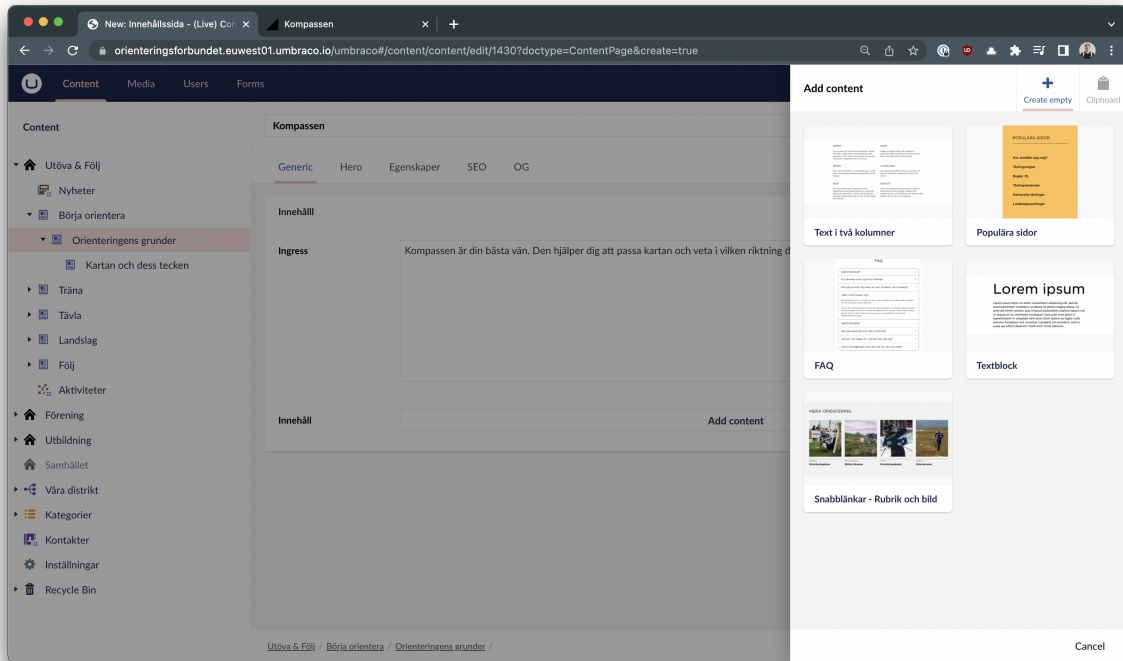 New: Innehållssida - (Live) Con
Kompassen
orienteringsforbundet.euwest01.umbraco.io/umbraco#/content/content/edit/1430?doctype=ContentPage&create=true
Content
Media
Users
Forms
Content
Utöva & Följ
Nyheter
Börja orientera
Orienteringens grunder
Kartan och dess tecken
Träna
Tävla
Landslag
Följ
Aktiviteter
Förening
Utbildning
Samhället
Våra distrikt
Kategorier
Kontakter
Inställningar
Recycle Bin
Kompassen
Generic
Hero
Egenskaper
SEO
OG
Innehålll
Ingress
Kompassen är din bästa vän. Den hjälper dig att passa kartan och veta i vilken riktning d
Innehåll
Add content
Utöva & Följ / Börja orientera / Orienteringens grunder /
Add content
Create empty
Clipboard
Text i två kolumner
POPULÄRA SIDOR
Populära sidor
FAQ
FAQ
Lorem ipsum
Textblock
MERA ORIENTERING
Snabblänkar - Rubrik och bild
Cancel